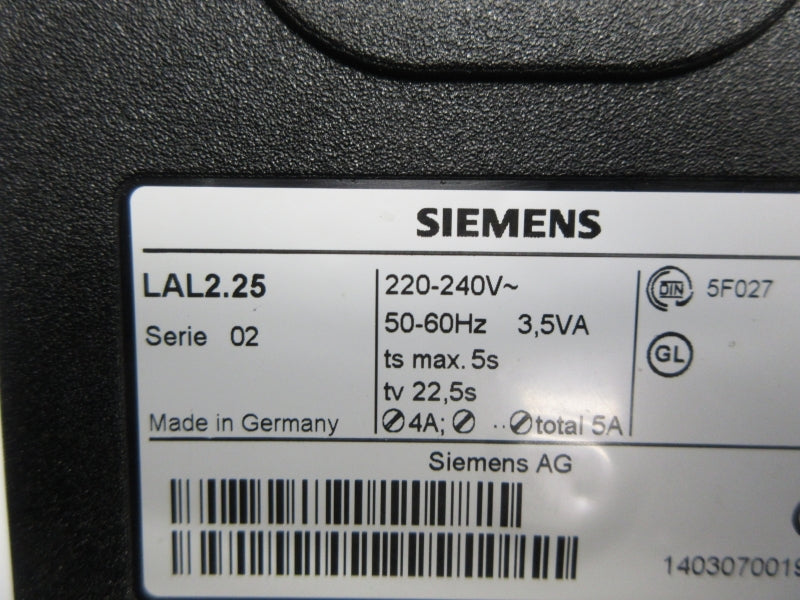 SIEMENS
LAL2.25
Serie 02
Made in Germany
220-240V~
50-60Hz 3,5VA
ts max. 5s
tv 22,5s
4A; ·· total 5A
DIN 5F027
GL
Siemens AG